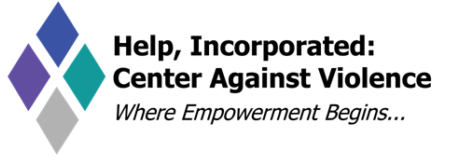 Help, Incorporated:
Center Against Violence
Where Empowerment Begins...